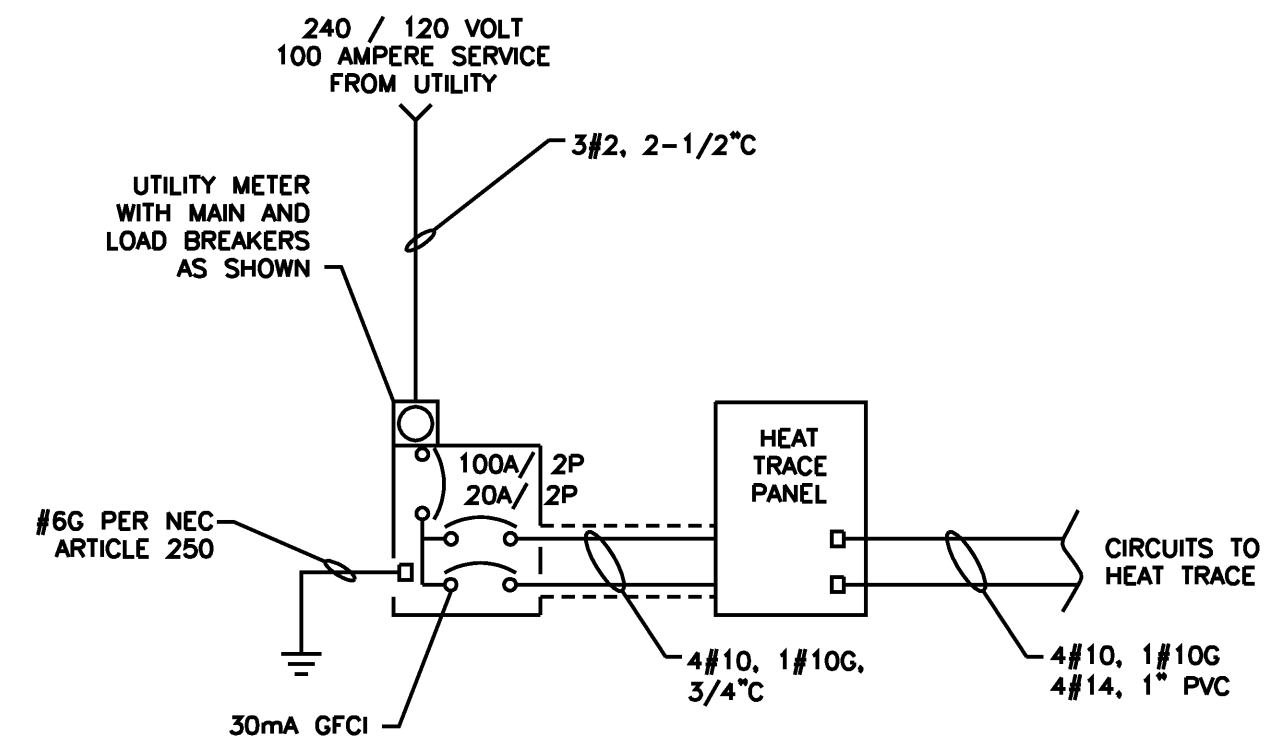 240 / 120 VOLT
100 AMPERE SERVICE
FROM UTILITY
3#2, 2-1/2"C
UTILITY METER
WITH MAIN AND
LOAD BREAKERS
AS SHOWN
HEAT
TRACE
PANEL
100A/ 2P
20A/ 2P
#6G PER NEC
ARTICLE 250
CIRCUITS TO
HEAT TRACE
4#10, 1#10G,
3/4"C
4#10, 1#10G
4#14, 1" PVC
30mA GFCI